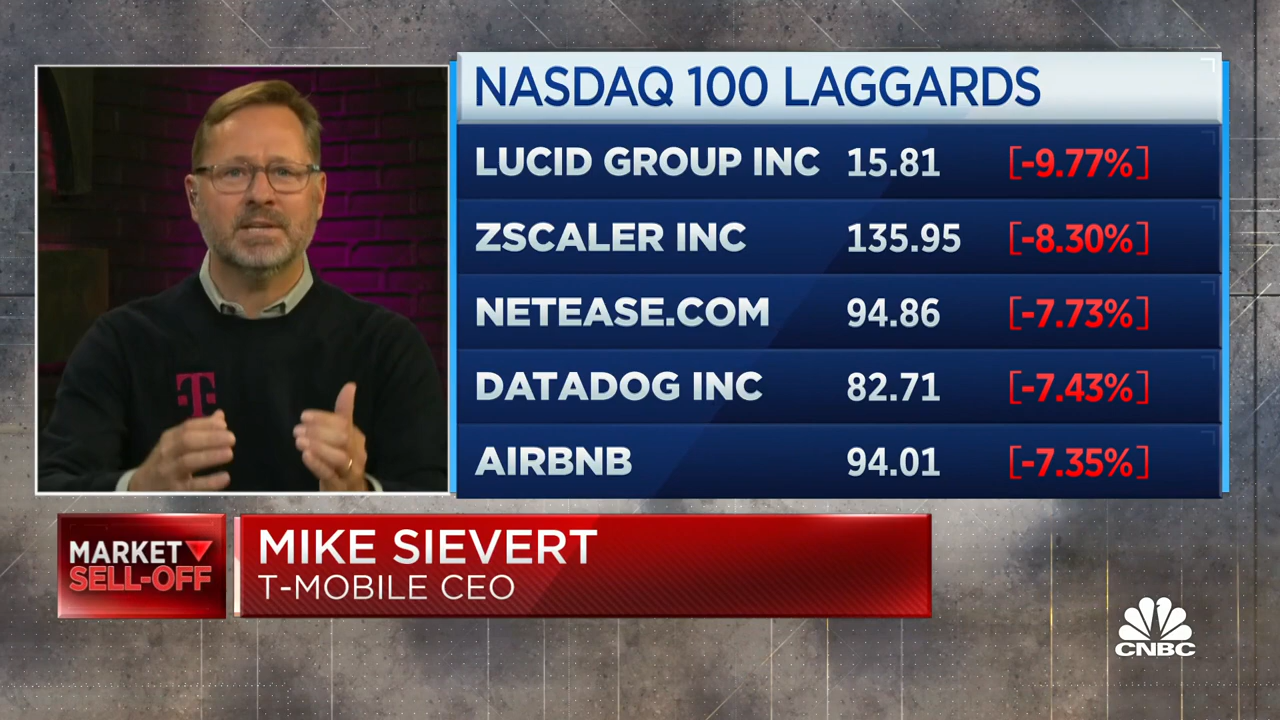 NASDAQ 100 LAGGARDS
LUCID GROUP INC 15.81 [-9.77%]
ZSCALER INC 135.95 [-8.30%]
NETEASE.COM 94.86 [-7.73%]
DATADOG INC 82.71 [-7.43%]
AIRBNB 94.01 [-7.35%]
T
MARKET
SELL-OFF
MIKE SIEVERT
T-MOBILE CEO
CNBC